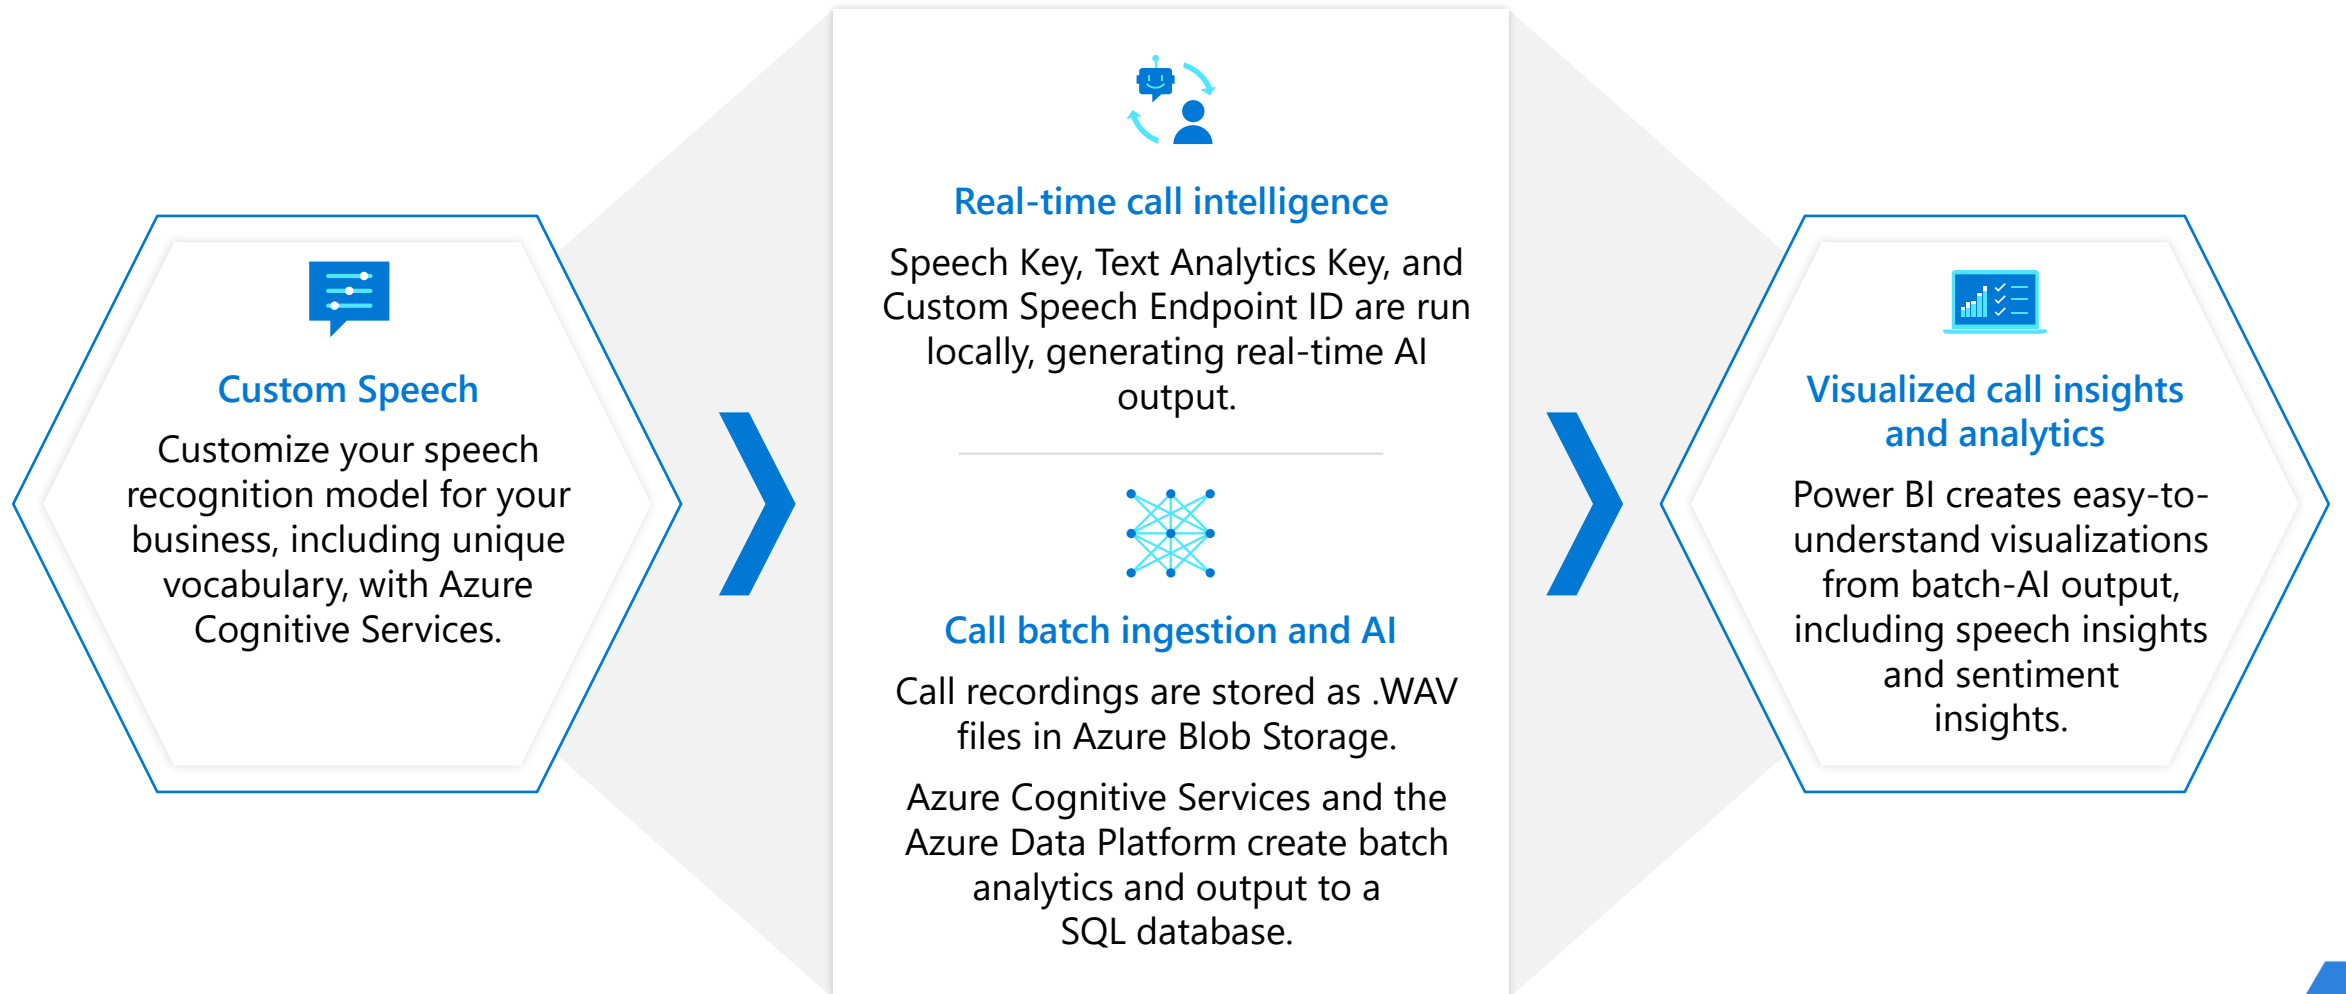 Custom Speech
Customize your speech
recognition model for your
business, including unique
vocabulary, with Azure
Cognitive Services.
Real-time call intelligence
Speech Key, Text Analytics Key, and
Custom Speech Endpoint ID are run
locally, generating real-time AI
output.
Call batch ingestion and AI
Call recordings are stored as .WAV
files in Azure Blob Storage.
Azure Cognitive Services and the
Azure Data Platform create batch
analytics and output to a
SQL database.
Visualized call insights
and analytics
Power BI creates easy-to-
understand visualizations
from batch-AI output,
including speech insights
and sentiment
insights.